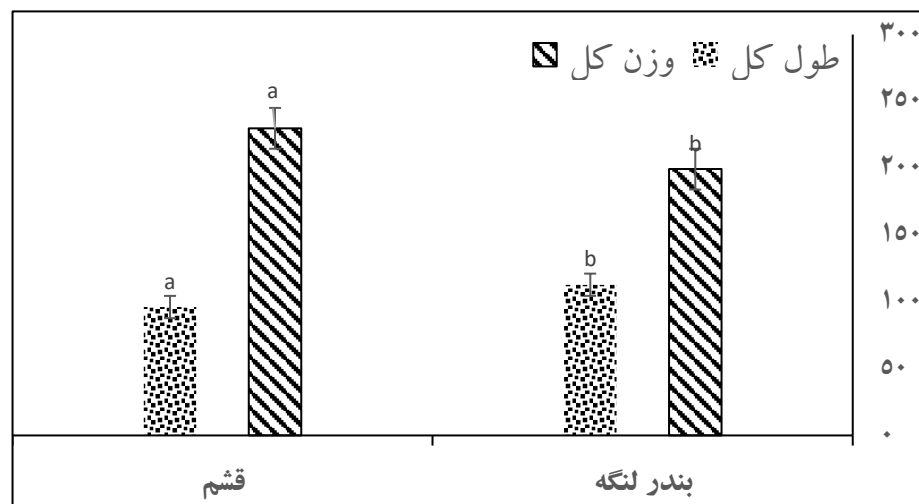 ۳۰۰
طول کل وزن کل
۲۵۰
a
b
۲۰۰
۱۵۰
b
a
۱۰۰
۵۰
۰
بندر لنگه قشم